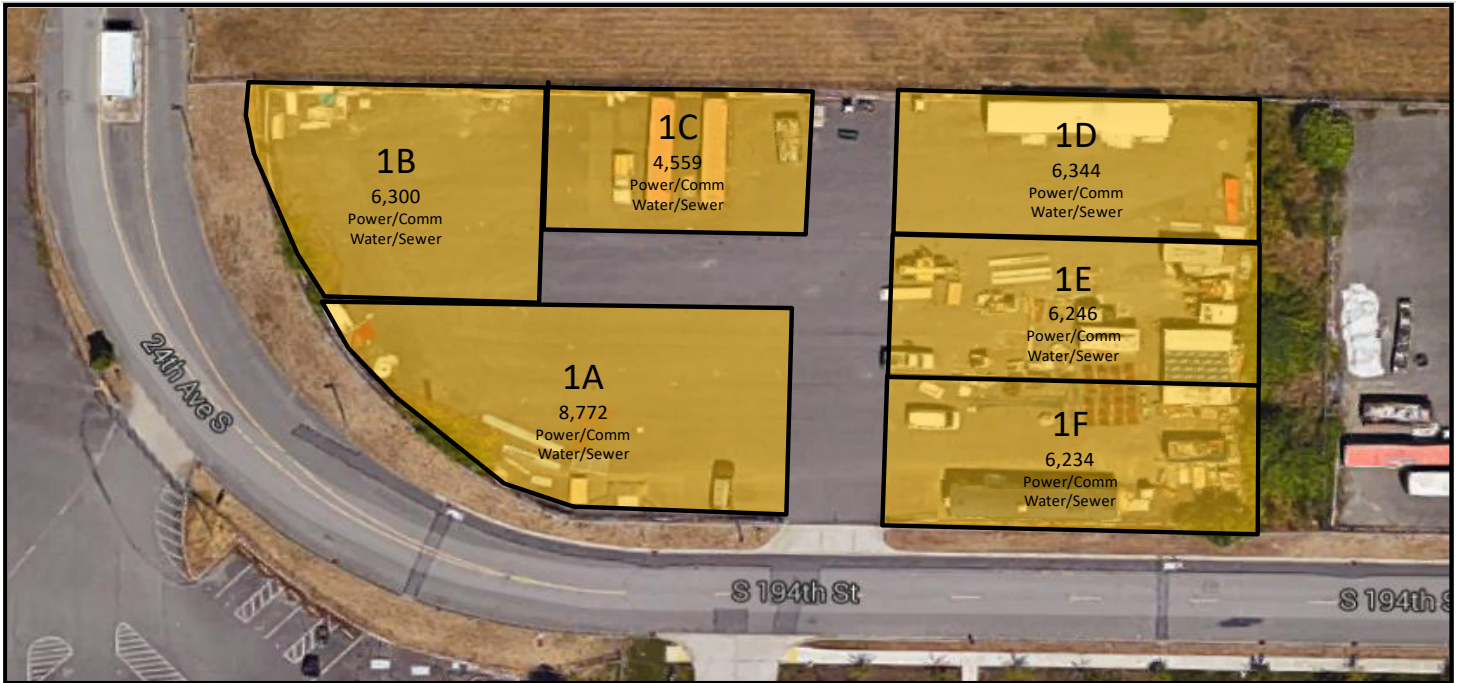 1B
6,300
Power/Comm
Water/Sewer
1C
4,559
Power/Comm
Water/Sewer
1D
6,344
Power/Comm
Water/Sewer
1A
8,772
Power/Comm
Water/Sewer
1E
6,246
Power/Comm
Water/Sewer
1F
6,234
Power/Comm
Water/Sewer
24th Ave S
S 194th St
S 194th S